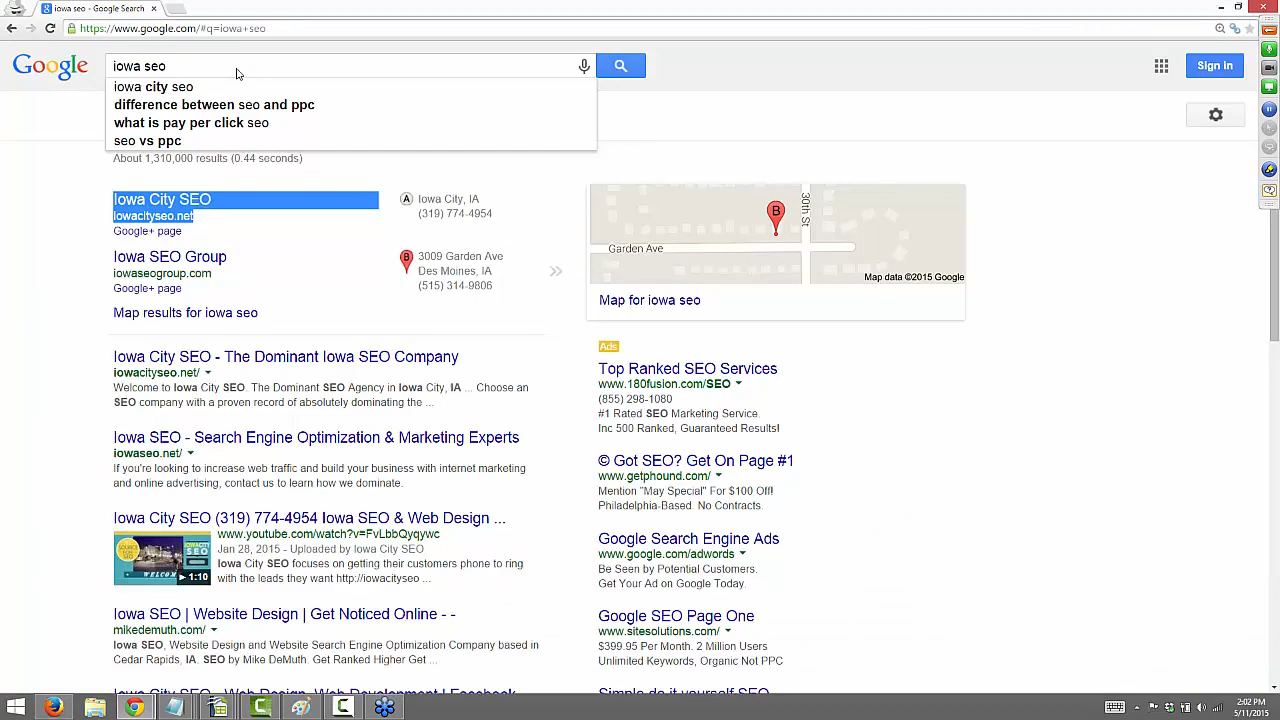 iowa seo - Google Search
https://www.google.com/#q=iowa+seo
Google
iowa seo
Sign in
iowa city seo
difference between seo and ppc
what is pay per click seo
seo vs ppc
About 1,310,000 results (0.44 seconds)
Iowa City SEO
iowacityseo.net
Google+ page
A
Iowa City, IA
(319) 774-4954
Iowa SEO Group
iowaseogroup.com
Google+ page
B
3009 Garden Ave
Des Moines, IA
(515) 314-9806
Map results for iowa seo
B
30th St
Garden Ave
Map data ©2015 Google
Map for iowa seo
Iowa City SEO - The Dominant Iowa SEO Company
iowacityseo.net/
Welcome to Iowa City SEO. The Dominant SEO Agency in Iowa City, IA ... Choose an
SEO company with a proven record of absolutely dominating the ...
Iowa SEO - Search Engine Optimization & Marketing Experts
iowaseo.net/
If you're looking to increase web traffic and build your business with internet marketing
and online advertising, contact us to learn how we dominate.
Iowa City SEO (319) 774-4954 Iowa SEO & Web Design ...
www.youtube.com/watch?v=FvLbbQyqywc
Jan 28, 2015 - Uploaded by Iowa City SEO
Iowa City SEO focuses on getting their customers phone to ring
with the leads they want http://iowacityseo ...
1:10
Iowa SEO | Website Design | Get Noticed Online - -
mikedemuth.com/
Iowa SEO, Website Design and Website Search Engine Optimization Company based in
Cedar Rapids, IA. SEO by Mike DeMuth. Get Ranked Higher Get ...
Iowa City SEO - Web Design, Web Development | Facebook
Ads
Top Ranked SEO Services
www.180fusion.com/SEO
(855) 298-1080
#1 Rated SEO Marketing Service.
Inc 500 Ranked, Guaranteed Results!
© Got SEO? Get On Page #1
www.getphound.com/
Mention "May Special" For $100 Off!
Philadelphia-Based. No Contracts.
Google Search Engine Ads
www.google.com/adwords
Be Seen by Potential Customers.
Get Your Ad on Google Today.
Google SEO Page One
www.sitesolutions.com/
$399.95 Per Month. 2 Million Users
Unlimited Keywords, Organic Not PPC
Simple do it yourself SEO
2:02 PM
5/11/2015